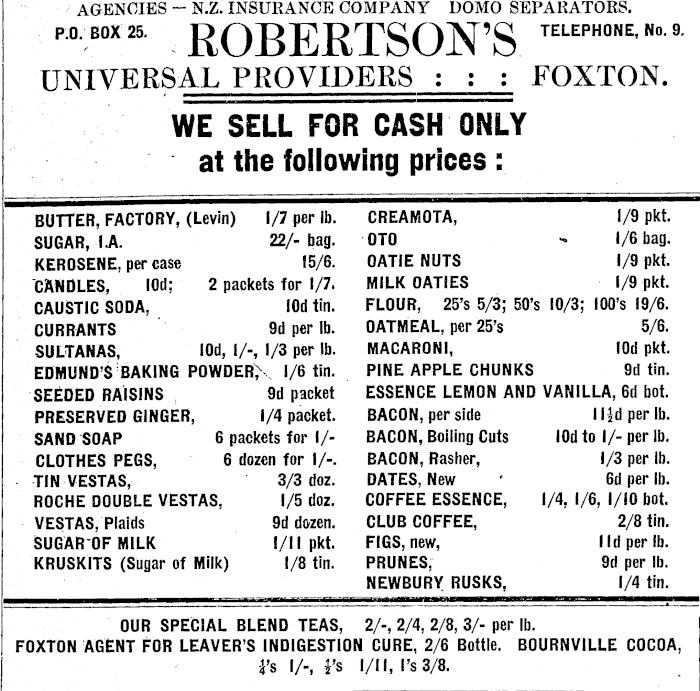 AGENCIES — N.Z. INSURANCE COMPANY DOMO SEPARATORS.
P.O. BOX 25.
ROBERTSON'S
TELEPHONE, No. 9.
UNIVERSAL PROVIDERS : : : FOXTON.
WE SELL FOR CASH ONLY
at the following prices :
BUTTER, FACTORY, (Levin) 1/7 per lb.
SUGAR, I.A. 22/- bag.
KEROSENE, per case 15/6.
CANDLES, 10d; 2 packets for 1/7.
CAUSTIC SODA, 10d tin.
CURRANTS 9d per lb.
SULTANAS, 10d, 1/-, 1/3 per lb.
EDMUND'S BAKING POWDER, 1/6 tin.
SEEDED RAISINS 9d packet
PRESERVED GINGER, 1/4 packet.
SAND SOAP 6 packets for 1/-
CLOTHES PEGS, 6 dozen for 1/-.
TIN VESTAS, 3/3 doz.
ROCHE DOUBLE VESTAS, 1/5 doz.
VESTAS, Plaids 9d dozen.
SUGAR OF MILK 1/11 pkt.
KRUSKITS (Sugar of Milk) 1/8 tin.
CREAMOTA, 1/9 pkt.
OTO 1/6 bag.
OATIE NUTS 1/9 pkt.
MILK OATIES 1/9 pkt.
FLOUR, 25's 5/3; 50's 10/3; 100's 19/6.
OATMEAL, per 25's 5/6.
MACARONI, 10d pkt.
PINE APPLE CHUNKS 9d tin.
ESSENCE LEMON AND VANILLA, 6d bot.
BACON, per side 11½d per lb.
BACON, Boiling Cuts 10d to 1/- per lb.
BACON, Rasher, 1/3 per lb.
DATES, New 6d per lb.
COFFEE ESSENCE, 1/4, 1/6, 1/10 bot.
CLUB COFFEE, 2/8 tin.
FIGS, new, 11d per lb.
PRUNES, 9d per lb.
NEWBURY RUSKS, 1/4 tin.
OUR SPECIAL BLEND TEAS, 2/-, 2/4, 2/8, 3/- per lb.
FOXTON AGENT FOR LEAVER'S INDIGESTION CURE, 2/6 Bottle. BOURNVILLE COCOA,
¼'s 1/-, ½'s 1/11, 1's 3/8.